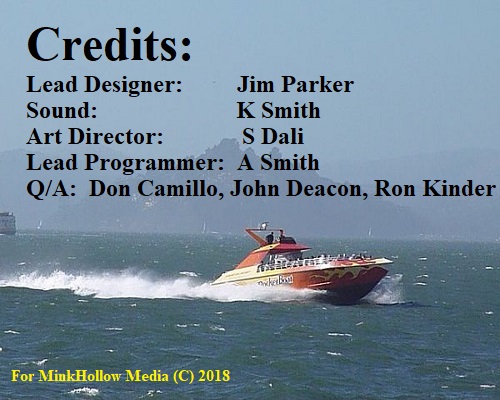 Credits:
Lead Designer: Jim Parker
Sound: K Smith
Art Director: S Dali
Lead Programmer: A Smith
Q/A: Don Camillo, John Deacon, Ron Kinder
RocketBoat
For MinkHollow Media (C) 2018